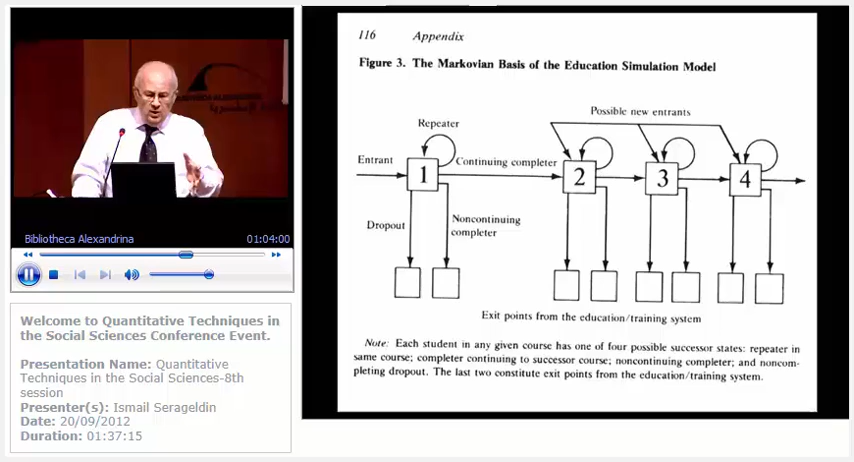 Bibliotheca Alexandrina
01:04:00
Welcome to Quantitative Techniques in
the Social Sciences Conference Event.
Presentation Name: Quantitative
Techniques in the Social Sciences-8th
session
Presenter(s): Ismail Serageldin
Date: 20/09/2012
Duration: 01:37:15
116 Appendix
Figure 3. The Markovian Basis of the Education Simulation Model
Possible new entrants
Repeater
Entrant
Continuing completer
1
2
3
4
Dropout
Noncontinuing
completer
Exit points from the education/training system
Note: Each student in any given course has one of four possible successor states: repeater in
same course; completer continuing to successor course; noncontinuing completer; and noncom-
pleting dropout. The last two constitute exit points from the education/training system.